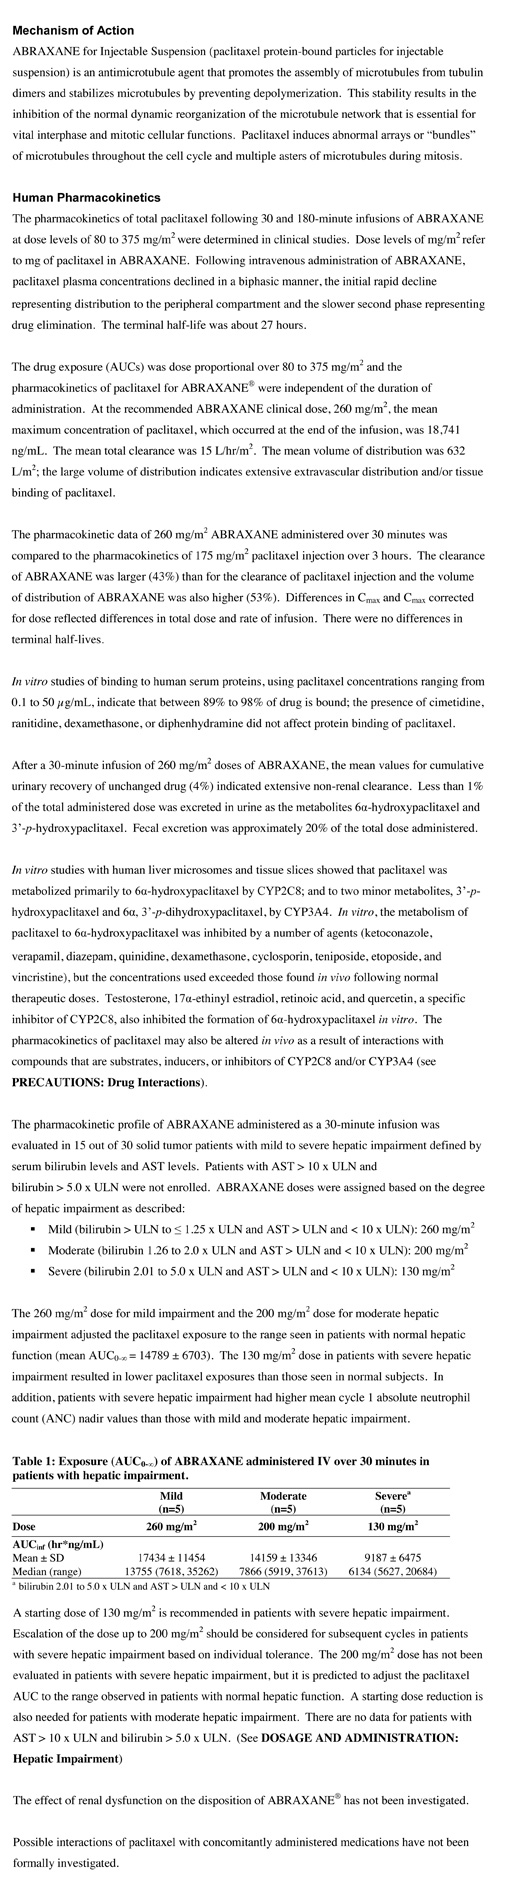 Mechanism of Action
ABRAXANE for Injectable Suspension (paclitaxel protein-bound particles for injectable
suspension) is an antimicrotubule agent that promotes the assembly of microtubules from tubulin
dimers and stabilizes microtubules by preventing depolymerization.  This stability results in the
inhibition of the normal dynamic reorganization of the microtubule network that is essential for
vital interphase and mitotic cellular functions.  Paclitaxel induces abnormal arrays or “bundles”
of microtubules throughout the cell cycle and multiple asters of microtubules during mitosis.
Human Pharmacokinetics
The pharmacokinetics of total paclitaxel following 30 and 180-minute infusions of ABRAXANE
at dose levels of 80 to 375 mg/m² were determined in clinical studies.  Dose levels of mg/m² refer
to mg of paclitaxel in ABRAXANE.  Following intravenous administration of ABRAXANE,
paclitaxel plasma concentrations declined in a biphasic manner, the initial rapid decline
representing distribution to the peripheral compartment and the slower second phase representing
drug elimination.  The terminal half-life was about 27 hours.
The drug exposure (AUCs) was dose proportional over 80 to 375 mg/m² and the
pharmacokinetics of paclitaxel for ABRAXANE® were independent of the duration of
administration.  At the recommended ABRAXANE clinical dose, 260 mg/m², the mean
maximum concentration of paclitaxel, which occurred at the end of the infusion, was 18,741
ng/mL.  The mean total clearance was 15 L/hr/m².  The mean volume of distribution was 632
L/m²; the large volume of distribution indicates extensive extravascular distribution and/or tissue
binding of paclitaxel.
The pharmacokinetic data of 260 mg/m² ABRAXANE administered over 30 minutes was
compared to the pharmacokinetics of 175 mg/m² paclitaxel injection over 3 hours.  The clearance
of ABRAXANE was larger (43%) than for the clearance of paclitaxel injection and the volume
of distribution of ABRAXANE was also higher (53%).  Differences in Cmax and Cmax corrected
for dose reflected differences in total dose and rate of infusion.  There were no differences in
terminal half-lives.
In vitro studies of binding to human serum proteins, using paclitaxel concentrations ranging from
0.1 to 50 µg/mL, indicate that between 89% to 98% of drug is bound; the presence of cimetidine,
ranitidine, dexamethasone, or diphenhydramine did not affect protein binding of paclitaxel.
After a 30-minute infusion of 260 mg/m² doses of ABRAXANE, the mean values for cumulative
urinary recovery of unchanged drug (4%) indicated extensive non-renal clearance.  Less than 1%
of the total administered dose was excreted in urine as the metabolites 6α-hydroxypaclitaxel and
3’-p-hydroxypaclitaxel.  Fecal excretion was approximately 20% of the total dose administered.
In vitro studies with human liver microsomes and tissue slices showed that paclitaxel was
metabolized primarily to 6α-hydroxypaclitaxel by CYP2C8; and to two minor metabolites, 3’-p-
hydroxypaclitaxel and 6α, 3’-p-dihydroxypaclitaxel, by CYP3A4.  In vitro, the metabolism of
paclitaxel to 6α-hydroxypaclitaxel was inhibited by a number of agents (ketoconazole,
verapamil, diazepam, quinidine, dexamethasone, cyclosporin, teniposide, etoposide, and
vincristine), but the concentrations used exceeded those found in vivo following normal
therapeutic doses.  Testosterone, 17α-ethinyl estradiol, retinoic acid, and quercetin, a specific
inhibitor of CYP2C8, also inhibited the formation of 6α-hydroxypaclitaxel in vitro.  The
pharmacokinetics of paclitaxel may also be altered in vivo as a result of interactions with
compounds that are substrates, inducers, or inhibitors of CYP2C8 and/or CYP3A4 (see
PRECAUTIONS: Drug Interactions).
The pharmacokinetic profile of ABRAXANE administered as a 30-minute infusion was
evaluated in 15 out of 30 solid tumor patients with mild to severe hepatic impairment defined by
serum bilirubin levels and AST levels.  Patients with AST > 10 x ULN and
bilirubin > 5.0 x ULN were not enrolled.  ABRAXANE doses were assigned based on the degree
of hepatic impairment as described:
▪ Mild (bilirubin > ULN to ≤ 1.25 x ULN and AST > ULN and < 10 x ULN): 260 mg/m²
▪ Moderate (bilirubin 1.26 to 2.0 x ULN and AST > ULN and < 10 x ULN): 200 mg/m²
▪ Severe (bilirubin 2.01 to 5.0 x ULN and AST > ULN and < 10 x ULN): 130 mg/m²
The 260 mg/m² dose for mild impairment and the 200 mg/m² dose for moderate hepatic
impairment adjusted the paclitaxel exposure to the range seen in patients with normal hepatic
function (mean AUC0-∞ = 14789 ± 6703).  The 130 mg/m² dose in patients with severe hepatic
impairment resulted in lower paclitaxel exposures than those seen in normal subjects.  In
addition, patients with severe hepatic impairment had higher mean cycle 1 absolute neutrophil
count (ANC) nadir values than those with mild and moderate hepatic impairment.
Table 1: Exposure (AUC0-∞) of ABRAXANE administered IV over 30 minutes in
patients with hepatic impairment.
Mild Moderate Severeᵃ
(n=5) (n=5) (n=5)
Dose 260 mg/m² 200 mg/m² 130 mg/m²
AUCinf (hr*ng/mL)
Mean ± SD 17434 ± 11454 14159 ± 13346 9187 ± 6475
Median (range) 13755 (7618, 35262) 7866 (5919, 37613) 6134 (5627, 20684)
ᵃ bilirubin 2.01 to 5.0 x ULN and AST > ULN and < 10 x ULN
A starting dose of 130 mg/m² is recommended in patients with severe hepatic impairment.
Escalation of the dose up to 200 mg/m² should be considered for subsequent cycles in patients
with severe hepatic impairment based on individual tolerance.  The 200 mg/m² dose has not been
evaluated in patients with severe hepatic impairment, but it is predicted to adjust the paclitaxel
AUC to the range observed in patients with normal hepatic function.  A starting dose reduction is
also needed for patients with moderate hepatic impairment.  There are no data for patients with
AST > 10 x ULN and bilirubin > 5.0 x ULN.  (See DOSAGE AND ADMINISTRATION:
Hepatic Impairment)
The effect of renal dysfunction on the disposition of ABRAXANE® has not been investigated.
Possible interactions of paclitaxel with concomitantly administered medications have not been
formally investigated.